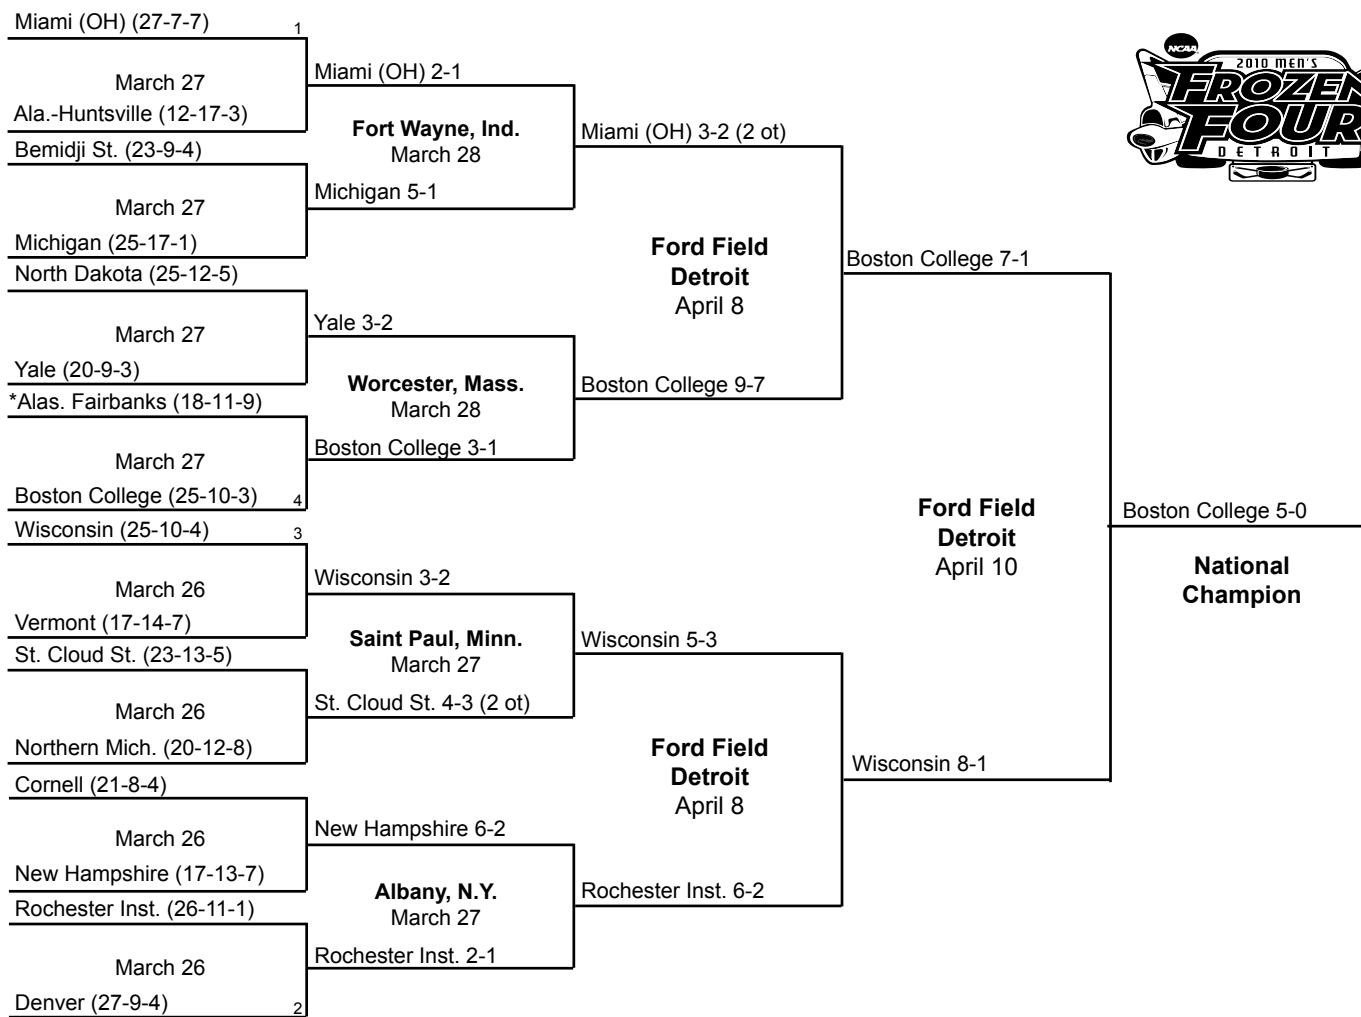 Miami (OH) (27-7-7) 1
March 27
Ala.-Huntsville (12-17-3)
Bemidji St. (23-9-4)
March 27
Michigan (25-17-1)
North Dakota (25-12-5)
March 27
Yale (20-9-3)
*Alas. Fairbanks (18-11-9)
March 27
Boston College (25-10-3) 4
Wisconsin (25-10-4) 3
March 26
Vermont (17-14-7)
St. Cloud St. (23-13-5)
March 26
Northern Mich. (20-12-8)
Cornell (21-8-4)
March 26
New Hampshire (17-13-7)
Rochester Inst. (26-11-1)
March 26
Denver (27-9-4) 2
Miami (OH) 2-1
Fort Wayne, Ind.
March 28
Michigan 5-1
Yale 3-2
Worcester, Mass.
March 28
Boston College 3-1
Wisconsin 3-2
Saint Paul, Minn.
March 27
St. Cloud St. 4-3 (2 ot)
New Hampshire 6-2
Albany, N.Y.
March 27
Rochester Inst. 2-1
Miami (OH) 3-2 (2 ot)
Ford Field
Detroit
April 8
Boston College 9-7
Wisconsin 5-3
Ford Field
Detroit
April 8
Rochester Inst. 6-2
Boston College 7-1
Ford Field
Detroit
April 10
Wisconsin 8-1
Boston College 5-0
National
Champion
NCAA
2010 MEN'S
FROZEN
FOUR
DETROIT